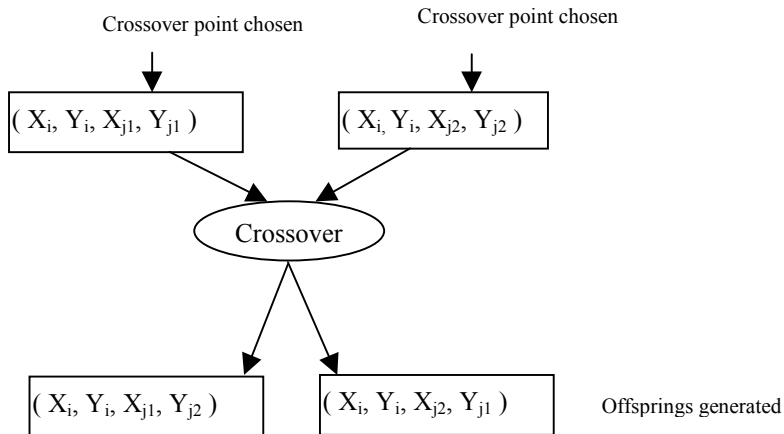 Crossover point chosen
Crossover point chosen
( Xi, Yi, Xj1, Yj1 )
( Xi, Yi, Xj2, Yj2 )
Crossover
( Xi, Yi, Xj1, Yj2 )
( Xi, Yi, Xj2, Yj1 )
Offsprings generated